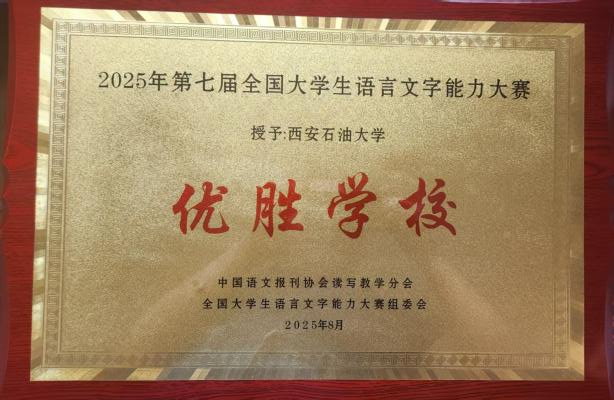 2025年第七届全国大学生语言文字能力大赛
授予:西安石油大学
优胜学校
中国语文报刊协会读写教学分会
全国大学生语言文字能力大赛组委会
2025年8月